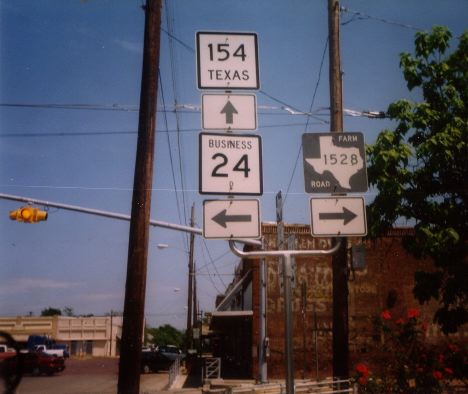 154
TEXAS
BUSINESS
24
FARM
1528
ROAD